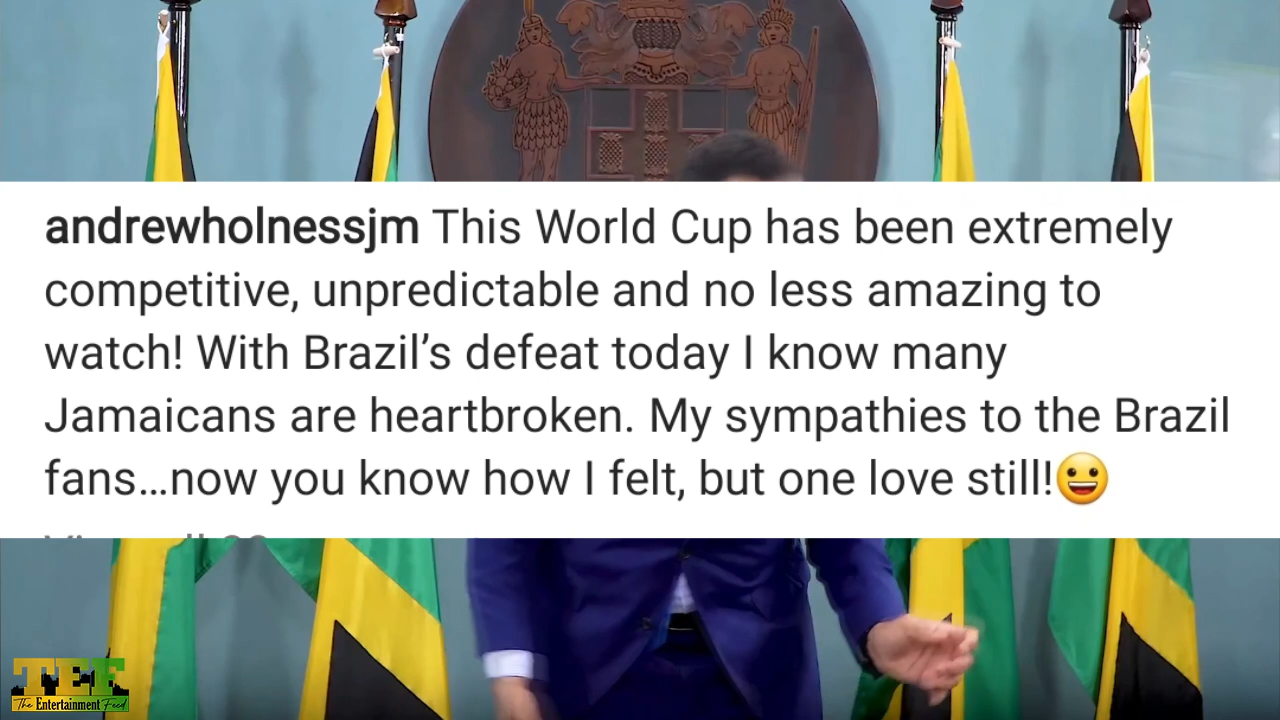 andrewholnessjm This World Cup has been extremely
competitive, unpredictable and no less amazing to
watch! With Brazil’s defeat today I know many
Jamaicans are heartbroken. My sympathies to the Brazil
fans...now you know how I felt, but one love still!😀
TEF
The Entertainment Feed